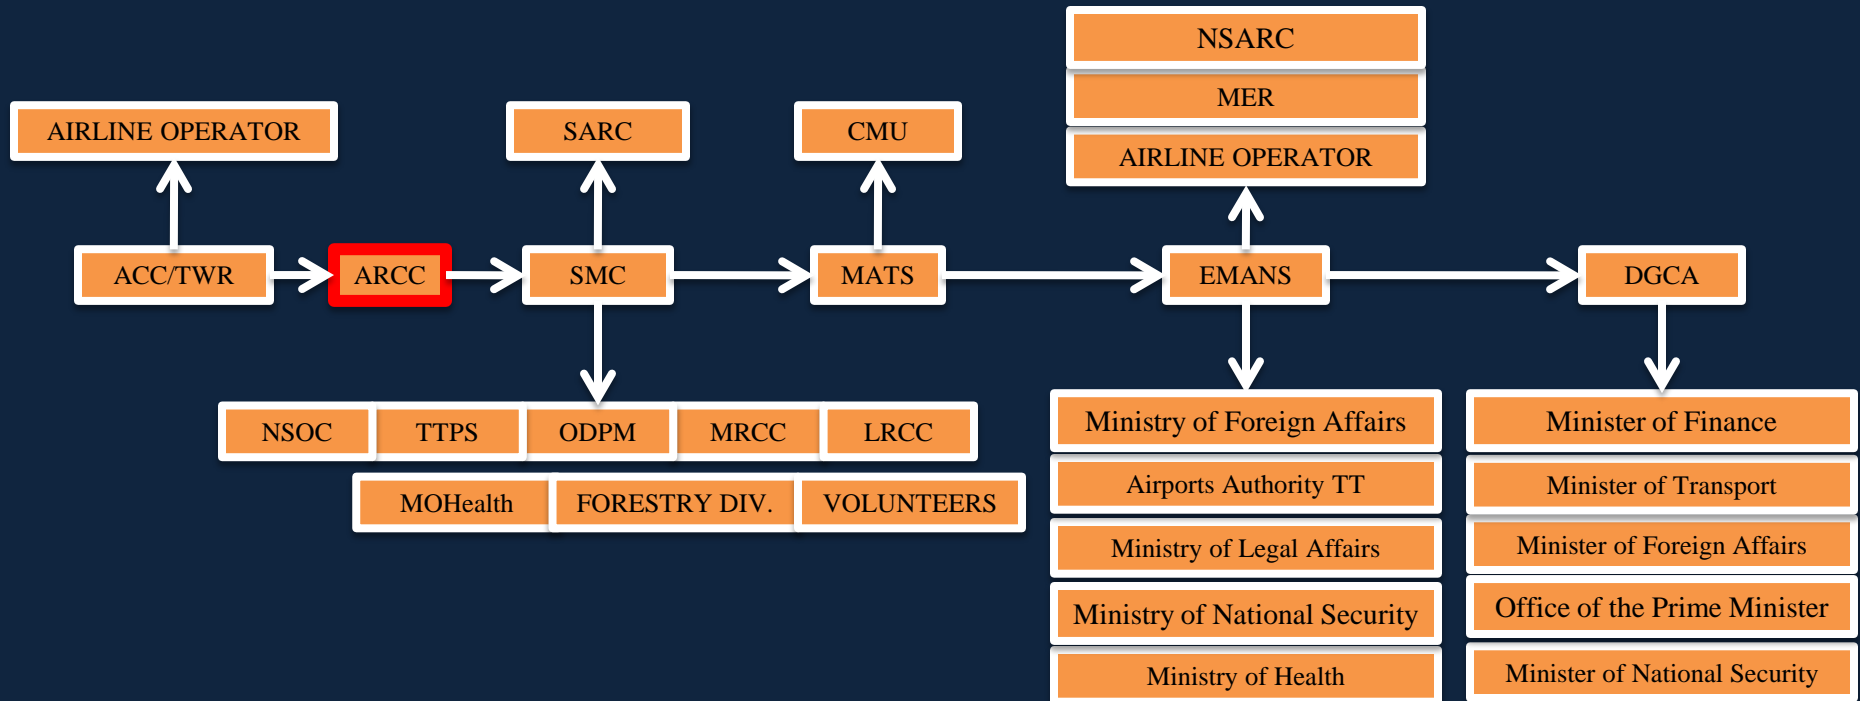 NSARC
MER
AIRLINE OPERATOR
SARC
CMU
AIRLINE OPERATOR
ACC/TWR
ARCC
SMC
MATS
EMANS
DGCA
NSOC
TTPS
ODPM
MRCC
LRCC
MOHealth
FORESTRY DIV.
VOLUNTEERS
Ministry of Foreign Affairs
Airports Authority TT
Ministry of Legal Affairs
Ministry of National Security
Ministry of Health
Minister of Finance
Minister of Transport
Minister of Foreign Affairs
Office of the Prime Minister
Minister of National Security